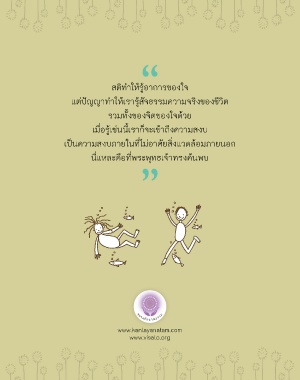 “
สติทำให้รู้อาการของใจ
แต่ปัญญาทำให้เรารู้สัจธรรมความจริงของชีวิต
รวมทั้งของจิตของใจด้วย
เมื่อรู้เช่นนี้เราก็จะเข้าถึงความสงบ
เป็นความสงบภายในที่ไม่อาศัยสิ่งแวดล้อมภายนอก
นี่แหละคือที่พระพุทธเจ้าทรงค้นพบ
”
www.kanlayanatam.com
www.visalo.org